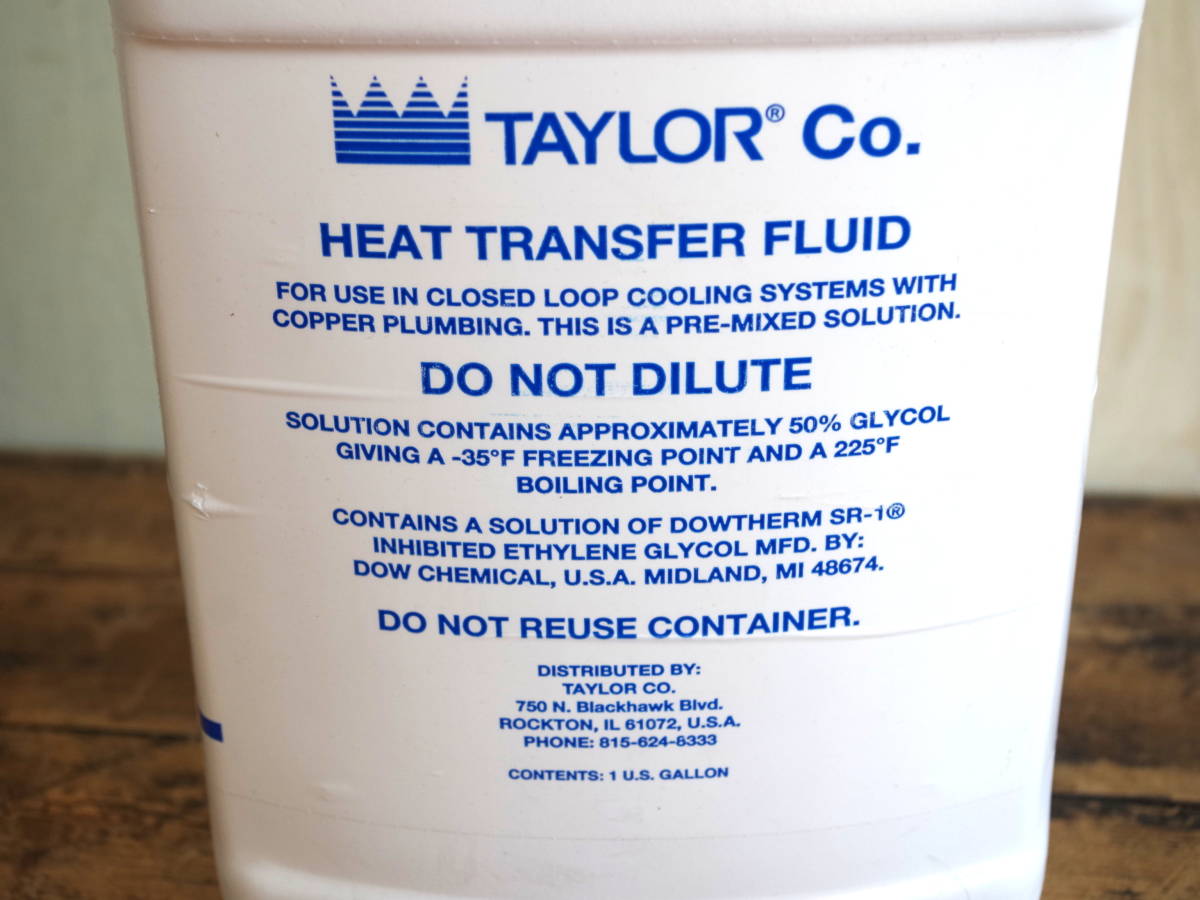 TAYLOR® Co.
HEAT TRANSFER FLUID
FOR USE IN CLOSED LOOP COOLING SYSTEMS WITH
COPPER PLUMBING. THIS IS A PRE-MIXED SOLUTION.
DO NOT DILUTE
SOLUTION CONTAINS APPROXIMATELY 50% GLYCOL
GIVING A -35°F FREEZING POINT AND A 225°F
BOILING POINT.
CONTAINS A SOLUTION OF DOWTHERM SR-1®
INHIBITED ETHYLENE GLYCOL MFD. BY:
DOW CHEMICAL, U.S.A. MIDLAND, MI 48674.
DO NOT REUSE CONTAINER.
DISTRIBUTED BY:
TAYLOR CO.
750 N. Blackhawk Blvd.
ROCKTON, IL 61072, U.S.A.
PHONE: 815-624-8333
CONTENTS: 1 U.S. GALLON